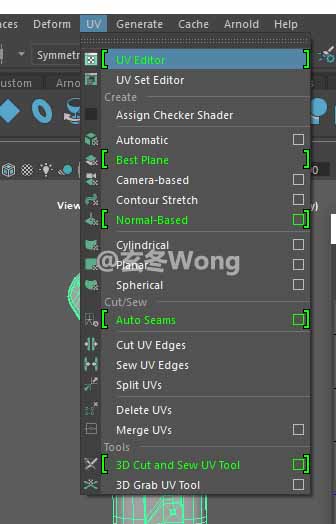 Deform UV Generate Cache Arnold Help
UV Editor
Symmetr
UV Set Editor
Create
ustom
Assign Checker Shader
Automatic
Best Plane
Camera-based
Contour Stretch
View
Normal-Based
Cylindrical
Planar
@玄冬Wong
Spherical
Cut/Sew
Auto Seams
Cut UV Edges
Sew UV Edges
Split UVs
Delete UVs
Merge UVs
Tools
3D Cut and Sew UV Tool
3D Grab UV Tool